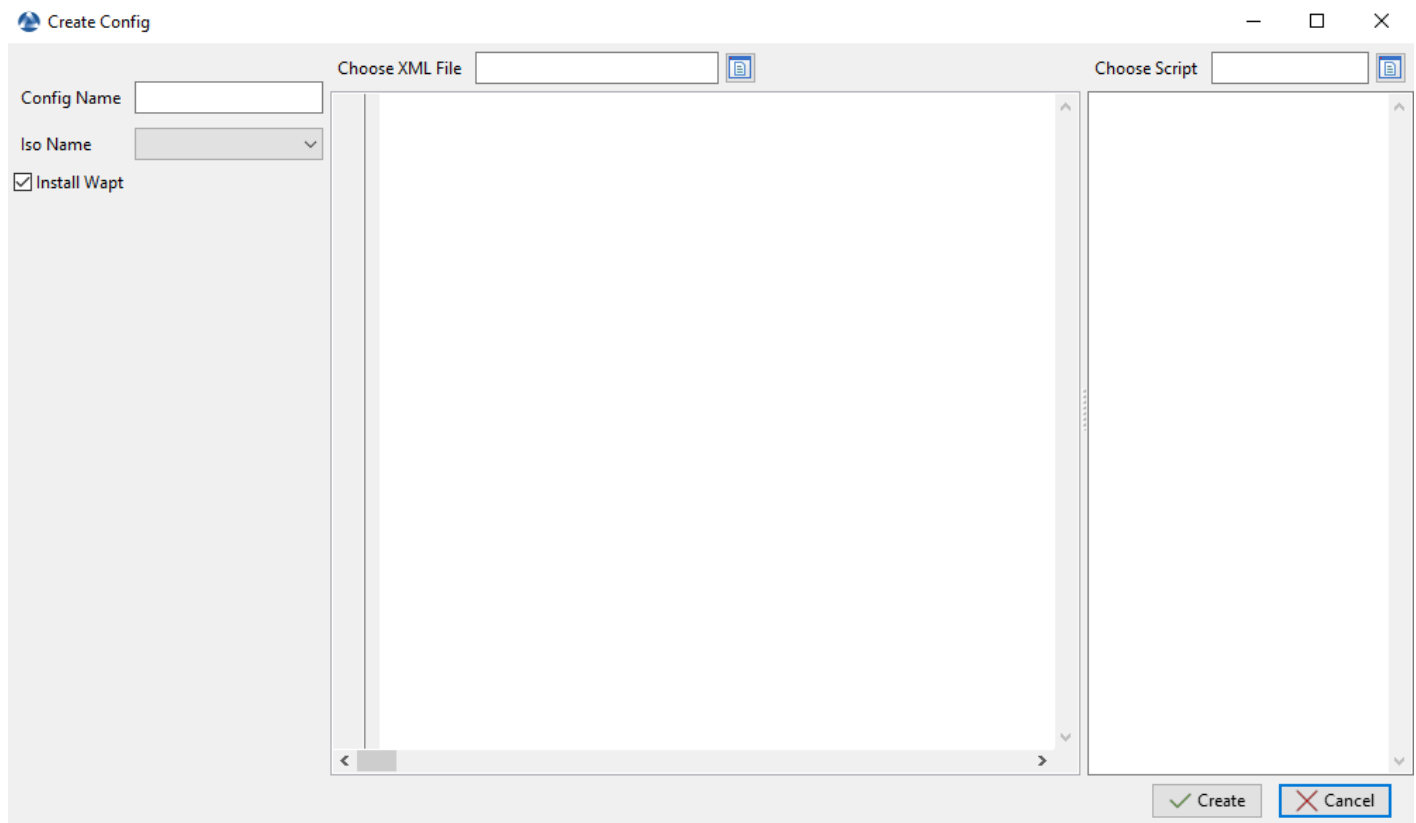 Create Config
Choose XML File
Choose Script
Config Name
Iso Name
Install Wapt
Create
Cancel